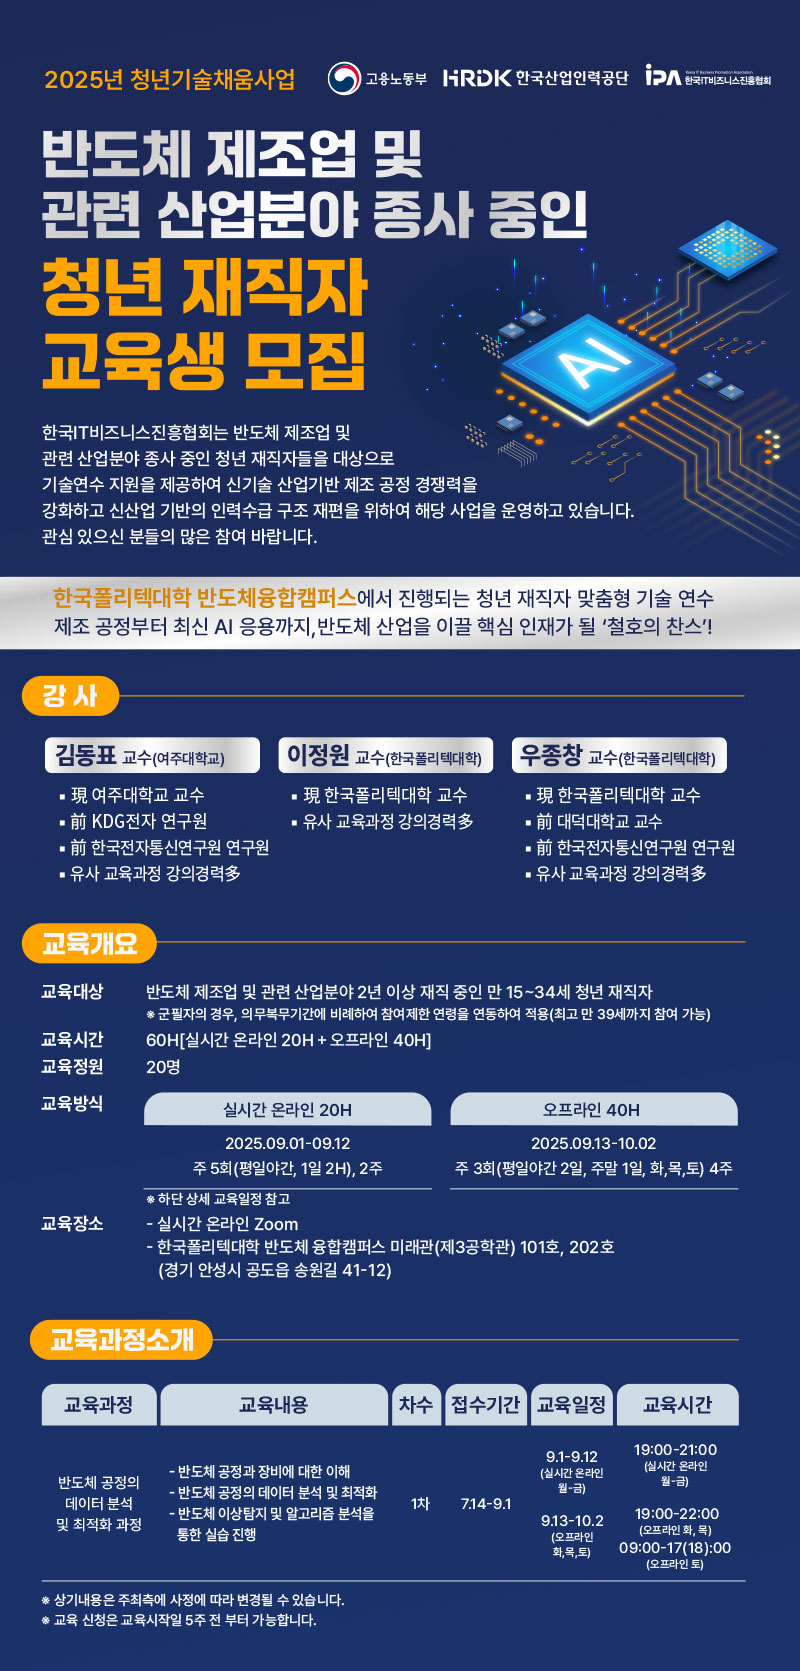 2025년 청년기술채움사업
고용노동부
HRDK 한국산업인력공단
iPA 한국IT비즈니스진흥협회
Korea IT Business Promotion Association
반도체 제조업 및
관련 산업분야 종사 중인
청년 재직자
교육생 모집
AI
한국IT비즈니스진흥협회는 반도체 제조업 및
관련 산업분야 종사 중인 청년 재직자들을 대상으로
기술연수 지원을 제공하여 신기술 산업기반 제조 공정 경쟁력을
강화하고 신산업 기반의 인력수급 구조 재편을 위하여 해당 사업을 운영하고 있습니다.
관심 있으신 분들의 많은 참여 바랍니다.
한국폴리텍대학 반도체융합캠퍼스에서 진행되는 청년 재직자 맞춤형 기술 연수
제조 공정부터 최신 AI 응용까지,반도체 산업을 이끌 핵심 인재가 될 ‘철호의 찬스’!
강 사
김동표 교수(여주대학교)
▪ 現 여주대학교 교수
▪ 前 KDG전자 연구원
▪ 前 한국전자통신연구원 연구원
▪ 유사 교육과정 강의경력多
이정원 교수(한국폴리텍대학)
▪ 現 한국폴리텍대학 교수
▪ 유사 교육과정 강의경력多
우종창 교수(한국폴리텍대학)
▪ 現 한국폴리텍대학 교수
▪ 前 대덕대학교 교수
▪ 前 한국전자통신연구원 연구원
▪ 유사 교육과정 강의경력多
교육개요
교육대상 반도체 제조업 및 관련 산업분야 2년 이상 재직 중인 만 15~34세 청년 재직자
※ 군필자의 경우, 의무복무기간에 비례하여 참여제한 연령을 연동하여 적용(최고 만 39세까지 참여 가능)
교육시간 60H[실시간 온라인 20H + 오프라인 40H]
교육정원 20명
교육방식
실시간 온라인 20H
2025.09.01-09.12
주 5회(평일야간, 1일 2H), 2주
오프라인 40H
2025.09.13-10.02
주 3회(평일야간 2일, 주말 1일, 화,목,토) 4주
※ 하단 상세 교육일정 참고
교육장소 - 실시간 온라인 Zoom
- 한국폴리텍대학 반도체 융합캠퍼스 미래관(제3공학관) 101호, 202호
(경기 안성시 공도읍 송원길 41-12)
교육과정소개
교육과정 교육내용 차수 접수기간 교육일정 교육시간
반도체 공정의
데이터 분석
및 최적화 과정
- 반도체 공정과 장비에 대한 이해
- 반도체 공정의 데이터 분석 및 최적화
- 반도체 이상탐지 및 알고리즘 분석을
통한 실습 진행
1차
7.14-9.1
9.1-9.12
(실시간 온라인
월-금)
9.13-10.2
(오프라인
화,목,토)
19:00-21:00
(실시간 온라인
월-금)
19:00-22:00
(오프라인 화, 목)
09:00-17(18):00
(오프라인 토)
※ 상기내용은 주최측에 사정에 따라 변경될 수 있습니다.
※ 교육 신청은 교육시작일 5주 전 부터 가능합니다.